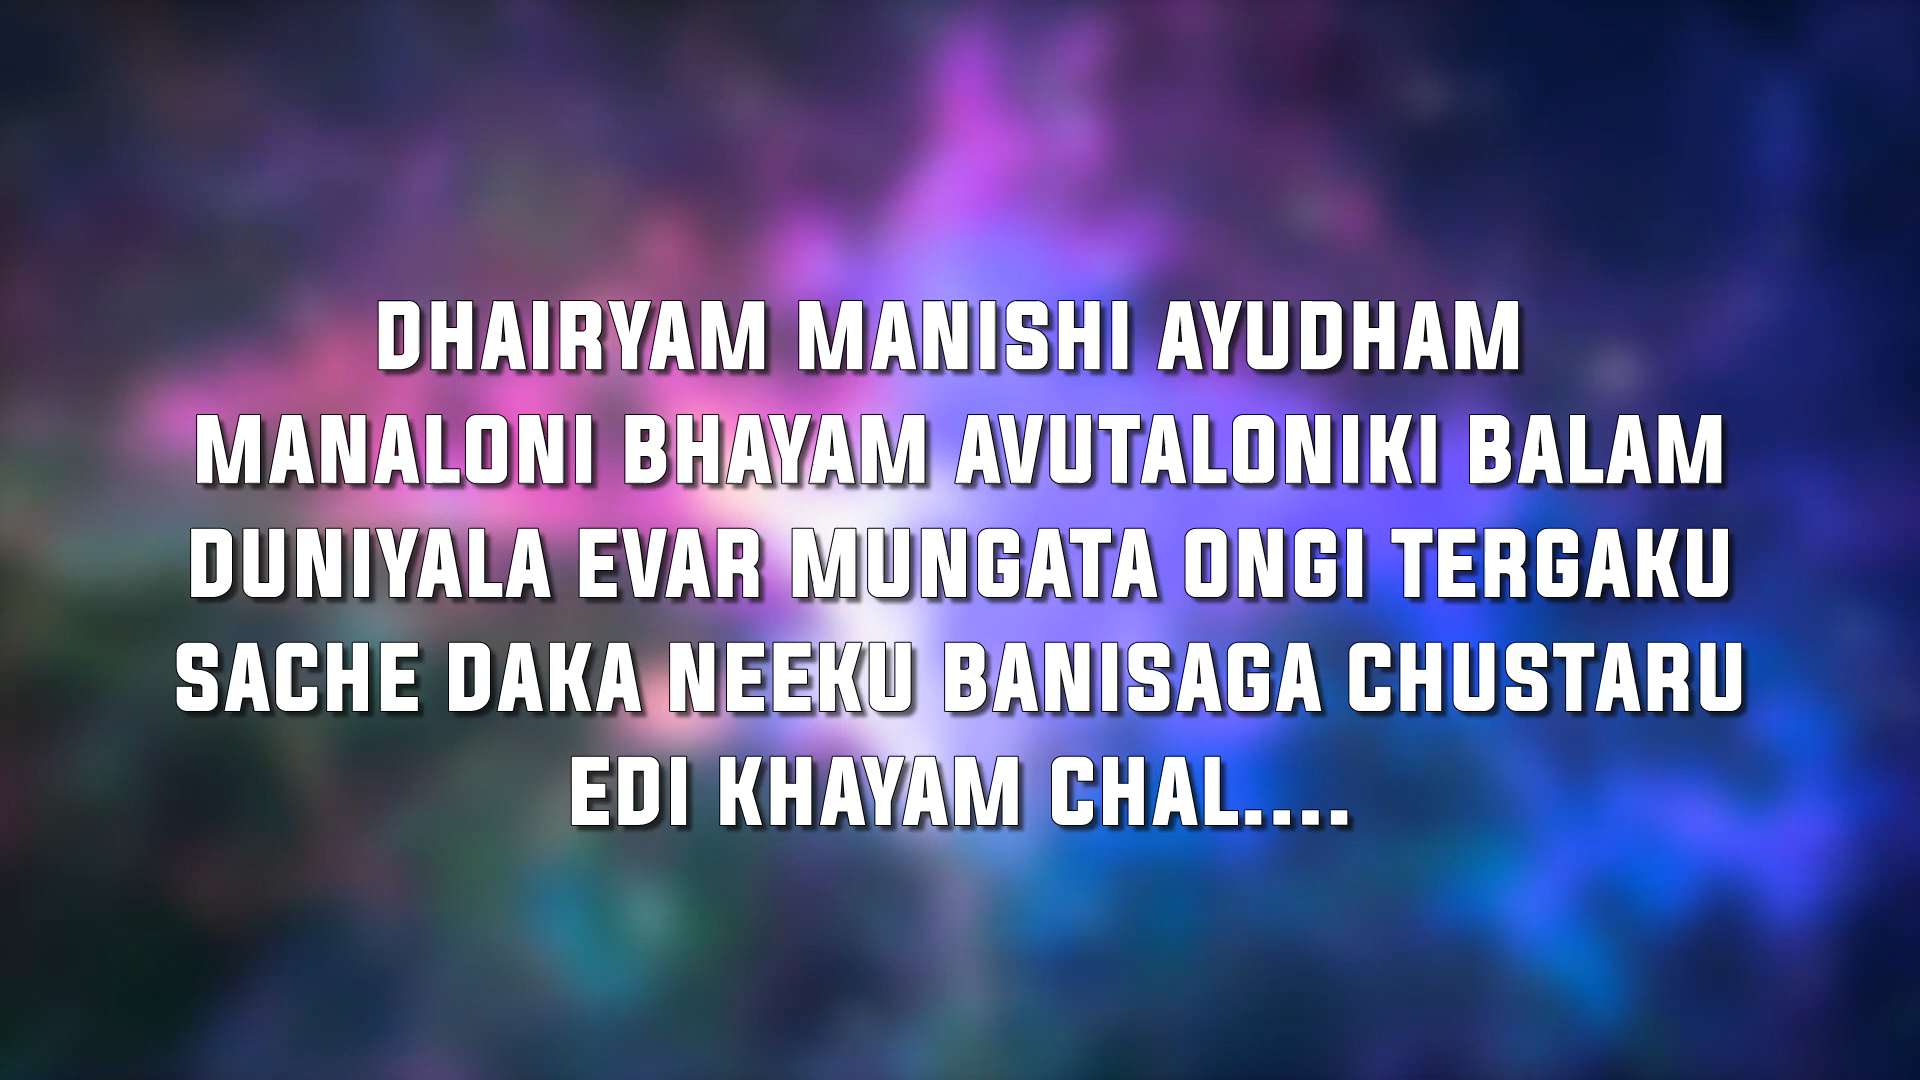 DHAIRYAM MANISHI AYUDHAM
MANALONI BHAYAM AVUTALONIKI BALAM
DUNIYALA EVAR MUNGATA ONGI TERGAKU
SACHE DAKA NEEKU BANISAGA CHUSTARU
EDI KHAYAM CHAL....